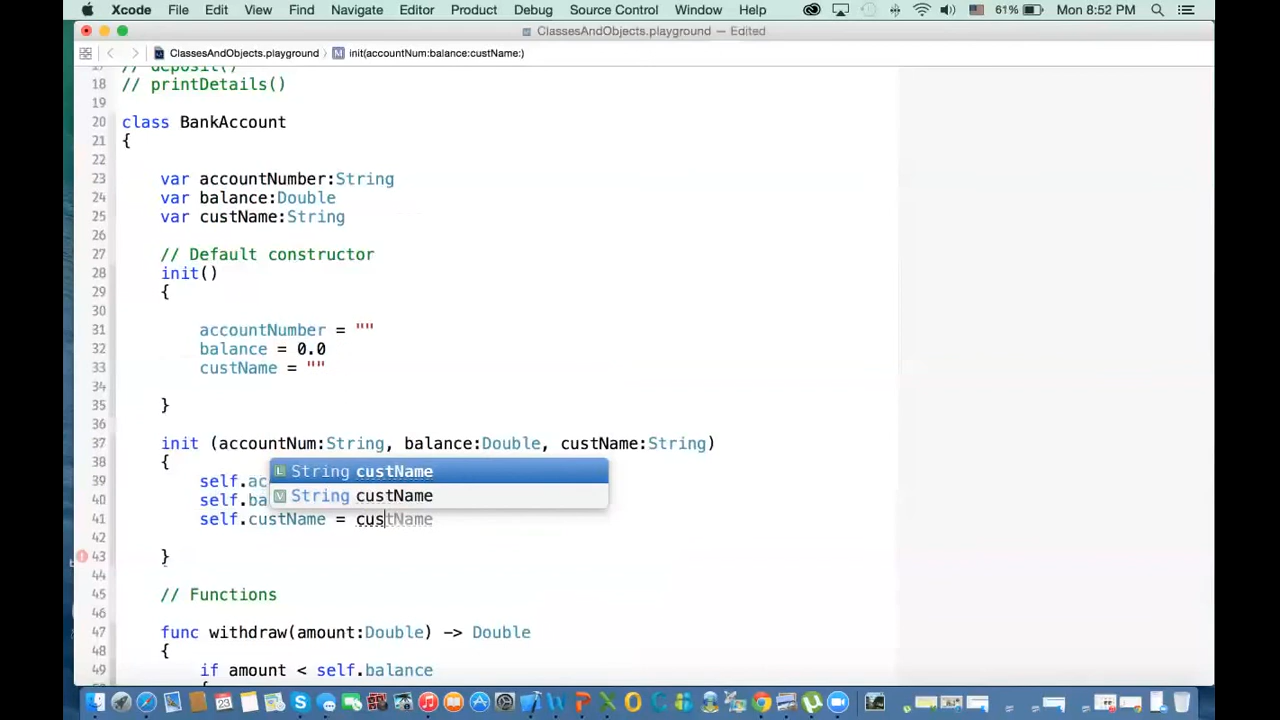 Xcode File Edit View Find Navigate Editor Product Debug Source Control Window Help 61% Mon 8:52 PM
ClassesAndObjects.playground — Edited
ClassesAndObjects.playground M init(accountNum:balance:custName:)
17 // deposit()
18 // printDetails()
19
20 class BankAccount
21 {
22
23 var accountNumber:String
24 var balance:Double
25 var custName:String
26
27 // Default constructor
28 init()
29 {
30
31 accountNumber = ""
32 balance = 0.0
33 custName = ""
34
35 }
36
37 init (accountNum:String, balance:Double, custName:String)
38 {
L String custName
39 self.ac
V String custName
40 self.ba
41 self.custName = custName
42
43 }
44
45 // Functions
46
47 func withdraw(amount:Double) -> Double
48 {
49 if amount < self.balance